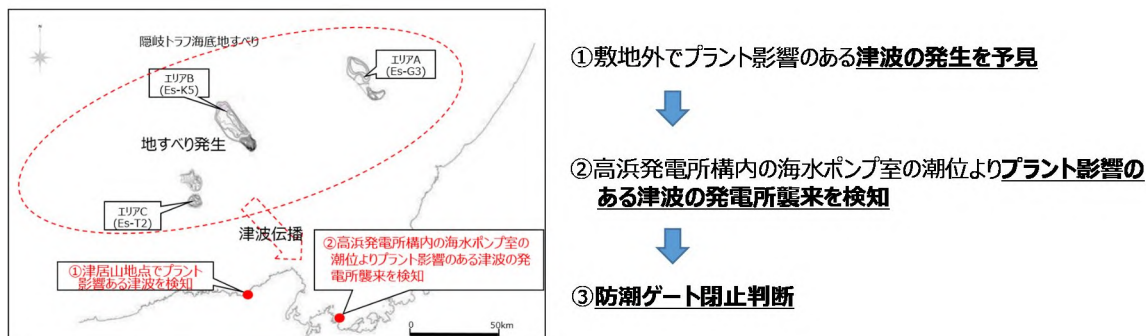 隠岐トラフ海底地すべり
エリアA
(Es-G3)
エリアB
(Es-K5)
地すべり発生
エリアC
(Es-T2)
津波伝播
①津居山地点でプラント
影響ある津波を検知
②高浜発電所構内の海水ポンプ室の
潮位よりプラント影響のある津波の発
電所襲来を検知
0
50km
①敷地外でプラント影響のある津波の発生を予見
②高浜発電所構内の海水ポンプ室の潮位よりプラント影響の
ある津波の発電所襲来を検知
③防潮ゲート閉止判断